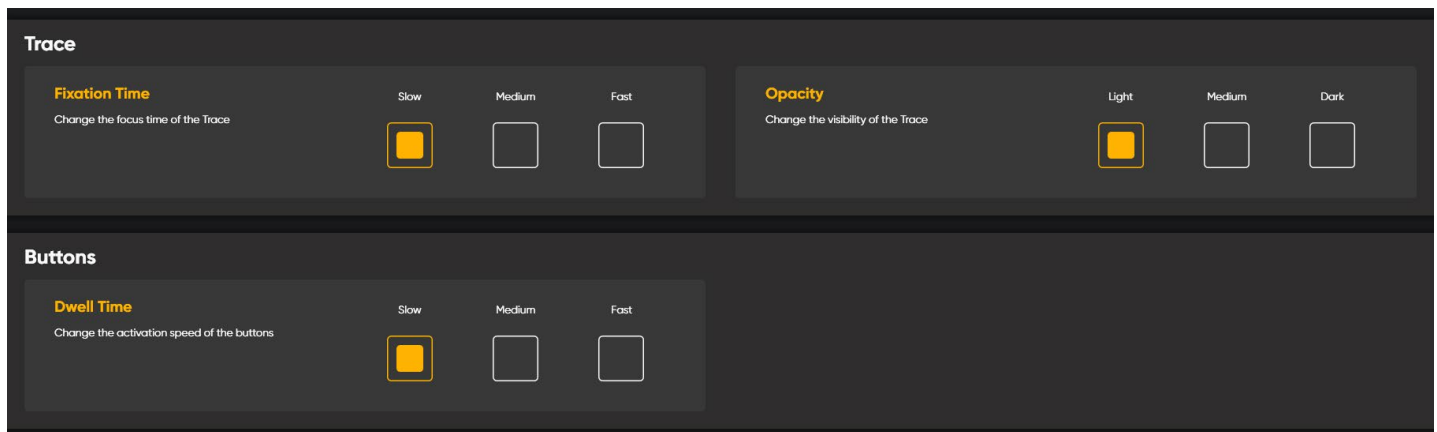 Trace
Fixation Time
Change the focus time of the Trace
Slow Medium Fast
Opacity
Change the visibility of the Trace
Light Medium Dark
Buttons
Dwell Time
Change the activation speed of the buttons
Slow Medium Fast